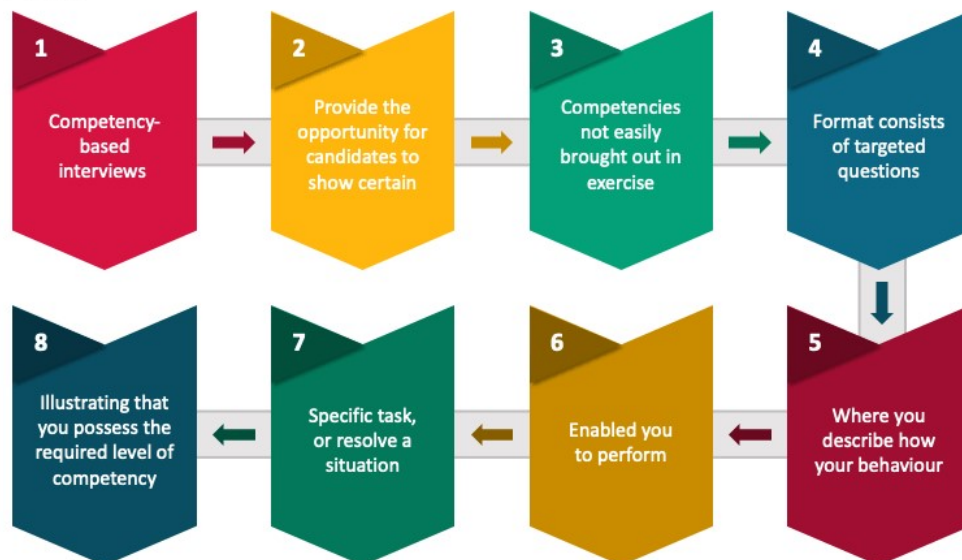 1
Competency-
based
interviews
2
Provide the
opportunity for
candidates to
show certain
3
Competencies
not easily
brought out in
exercise
4
Format consists
of targeted
questions
5
Where you
describe how
your behaviour
6
Enabled you
to perform
7
Specific task,
or resolve a
situation
8
Illustrating that
you possess the
required level of
competency